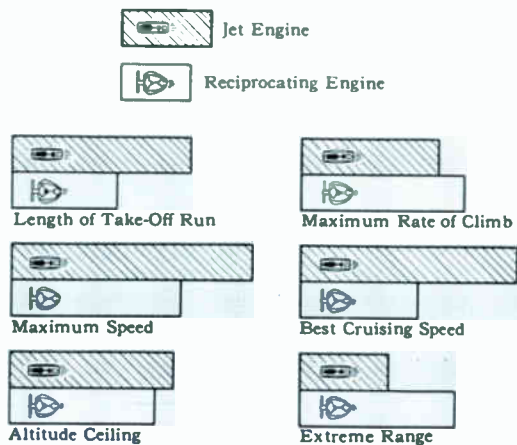 Jet Engine
Reciprocating Engine
Length of Take-Off Run
Maximum Rate of Climb
Maximum Speed
Best Cruising Speed
Altitude Ceiling
Extreme Range